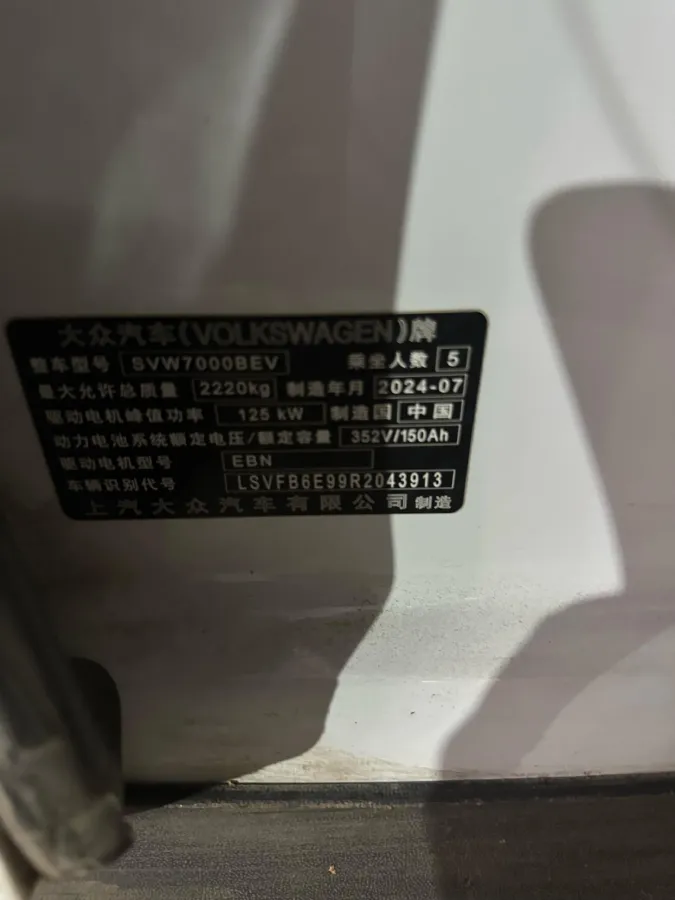 大众汽车(VOLKSWAGEN)牌
整车型号 SVW7000BEV 乘坐人数 5
最大允许总质量 2220kg 制造年月 2024-07
驱动电机峰值功率 125 kW 制造国 中国
动力电池系统额定电压/额定容量 352V/150Ah
驱动电机型号 EBN
车辆识别代号 LSVFB6E99R2043913
上汽大众汽车有限公司 制造